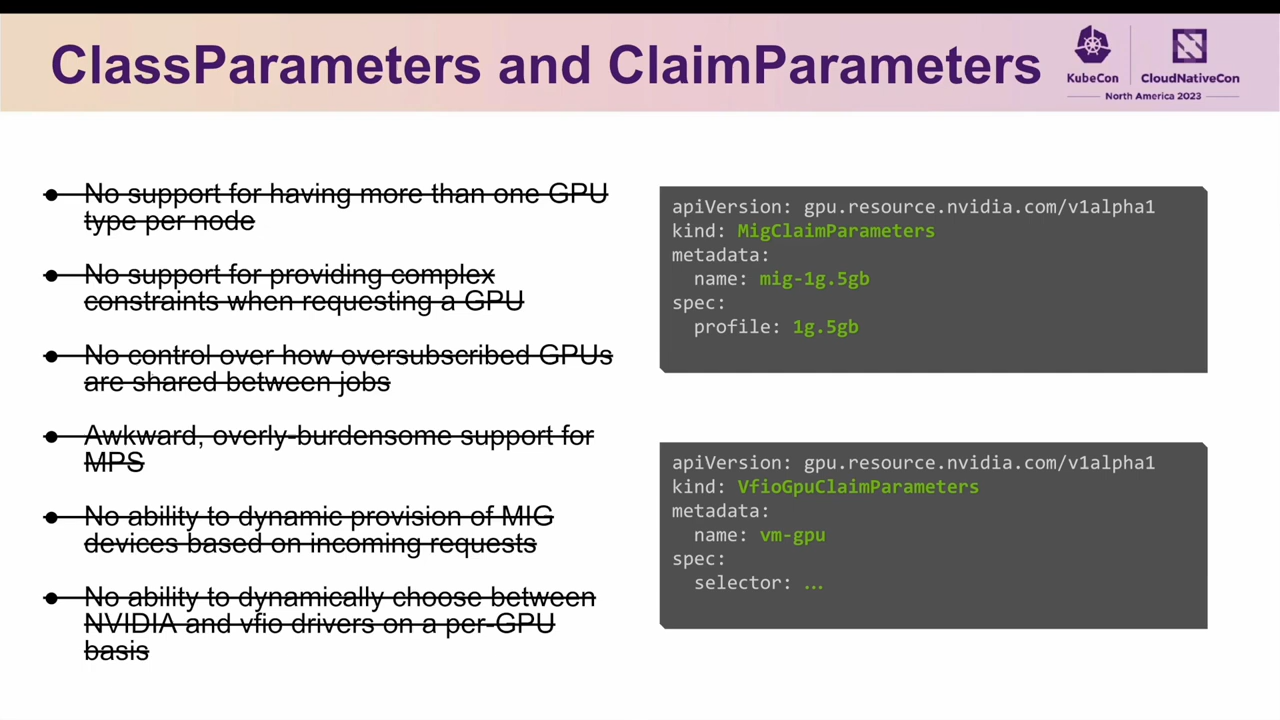 ClassParameters and ClaimParameters
KubeCon
CloudNativeCon
North America 2023
● No support for having more than one GPU
type per node
● No support for providing complex
constraints when requesting a GPU
● No control over how oversubscribed GPUs
are shared between jobs
● Awkward, overly-burdensome support for
MPS
● No ability to dynamic provision of MIG
devices based on incoming requests
● No ability to dynamically choose between
NVIDIA and vfio drivers on a per-GPU
basis
apiVersion: gpu.resource.nvidia.com/v1alpha1
kind: MigClaimParameters
metadata:
  name: mig-1g.5gb
spec:
  profile: 1g.5gb
apiVersion: gpu.resource.nvidia.com/v1alpha1
kind: VfioGpuClaimParameters
metadata:
  name: vm-gpu
spec:
  selector: ...